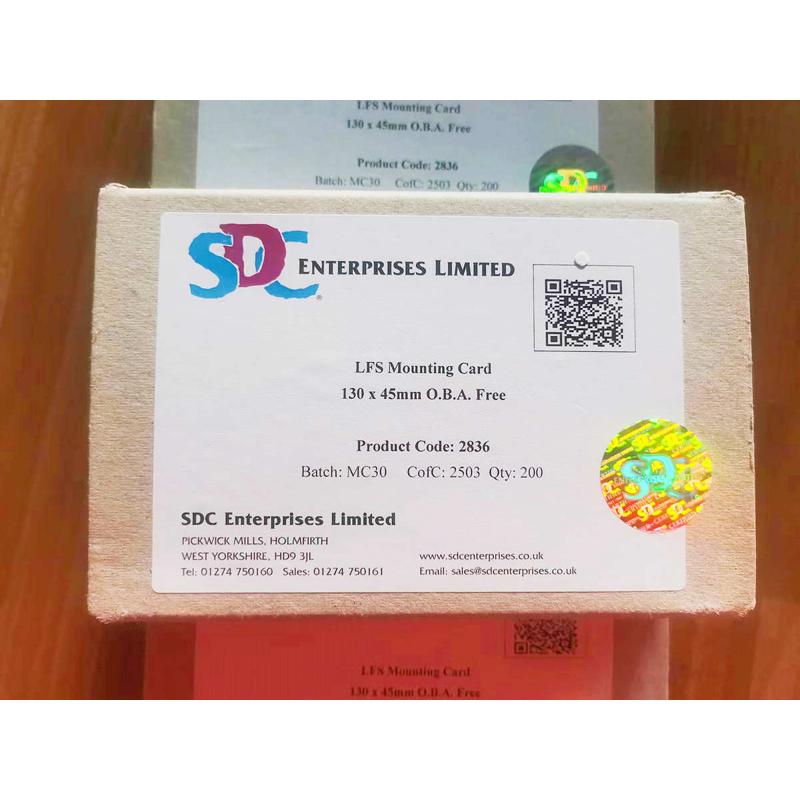 LFS Mounting Card
130 x 45mm O.B.A. Free
Product Code: 2836
Batch: MC30 CofC: 2503 Qty: 200
SDC ENTERPRISES LIMITED
®
LFS Mounting Card
130 x 45mm O.B.A. Free
Product Code: 2836
Batch: MC30 CofC: 2503 Qty: 200
SDC
SDC Enterprises Limited
PICKWICK MILLS, HOLMFIRTH
WEST YORKSHIRE, HD9 3JL
www.sdcenterprises.co.uk
Tel: 01274 750160 Sales: 01274 750161
Email: sales@sdcenterprises.co.uk
LFS Mounting Card
130 x 45mm O.B.A. Free